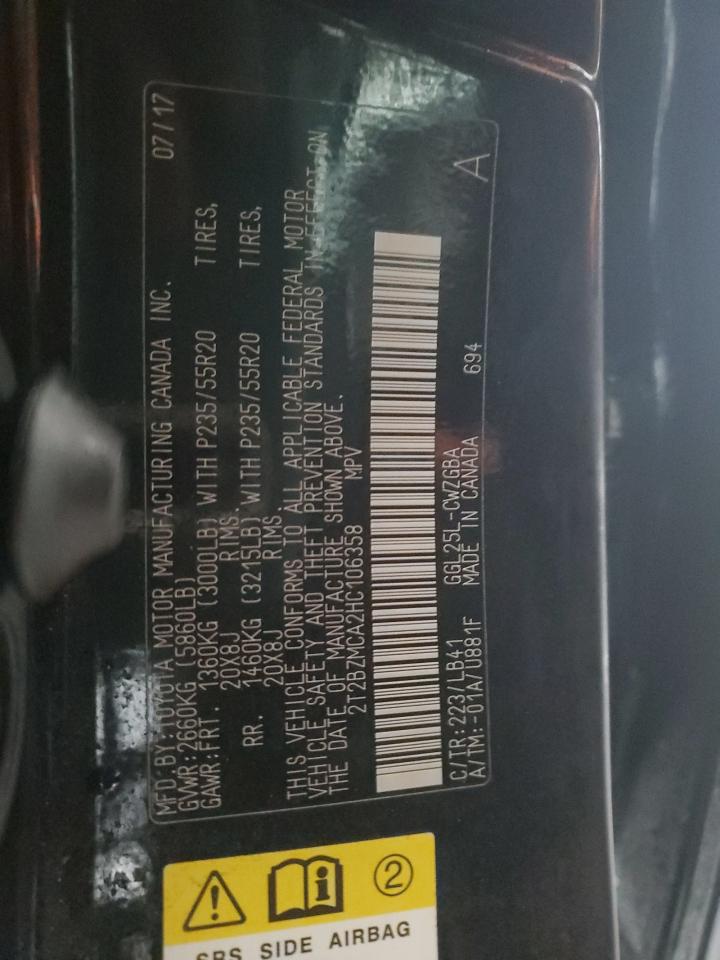 MFD.BY:TOYOTA MOTOR MANUFACTURING CANADA INC. 07/17
GVWR:2660KG (5860LB)
GAWR:FRT. 1360KG (3000LB) WITH P235/55R20 TIRES,
20X8J RIMS.
RR. 1460KG (3215LB) WITH P235/55R20 TIRES,
20X8J RIMS.
THIS VEHICLE CONFORMS TO ALL APPLICABLE FEDERAL MOTOR
VEHICLE SAFETY AND THEFT PREVENTION STANDARDS IN EFFECT ON
THE DATE OF MANUFACTURE SHOWN ABOVE.
2T2BZMCA2HC106358 MPV
C/TR:223/LB41 GGL25L-CWZGBA
A/TM:-01A/U881F MADE IN CANADA 694
A
2
SRS SIDE AIRBAG